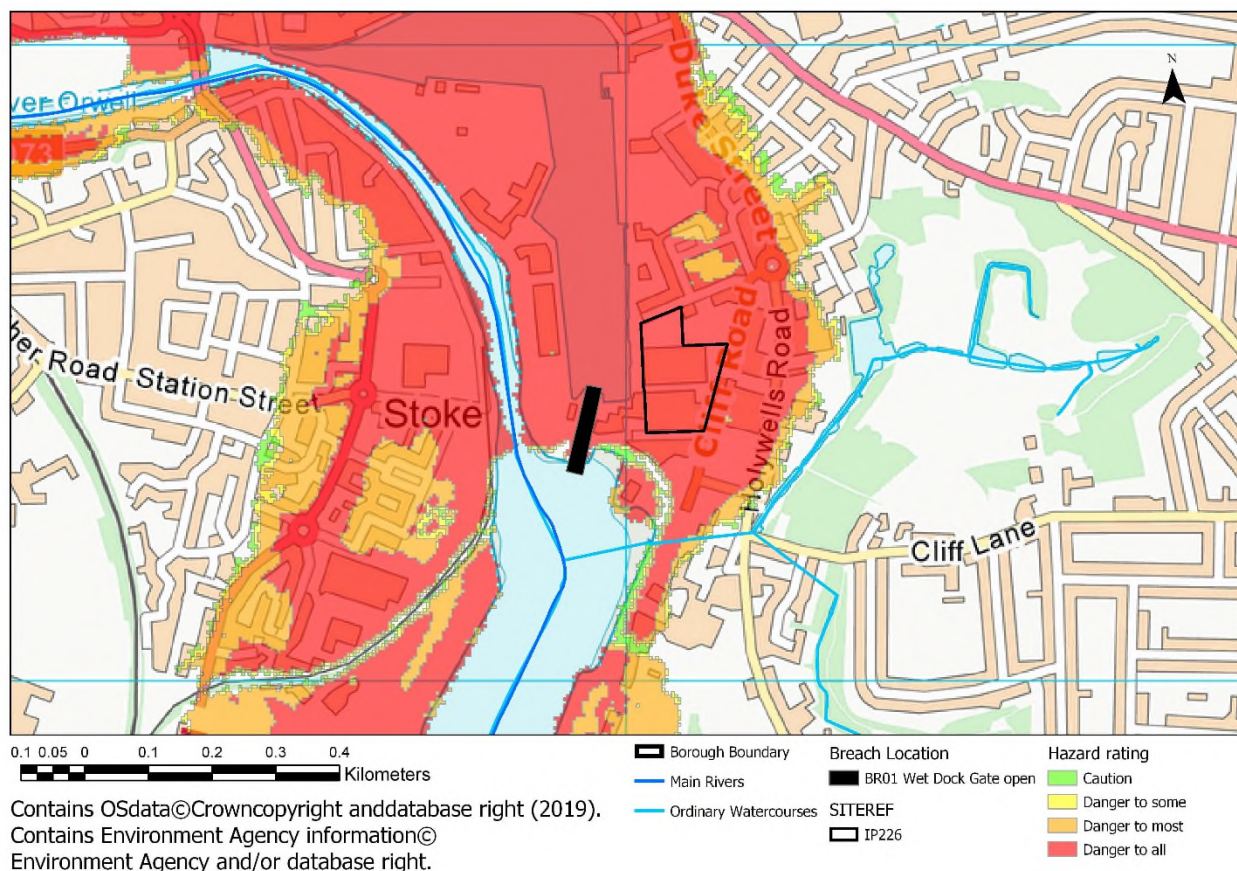 N
ver Orwell
073
Duke Street
Cliff Road
Holywells Road
her Road Station Street
Stoke
Cliff Lane
0.1 0.05 0 0.1 0.2 0.3 0.4
Kilometers
Contains OSdata©Crowncopyright anddatabase right (2019).
Contains Environment Agency information©
Environment Agency and/or database right.
Borough Boundary
Main Rivers
Ordinary Watercourses
Breach Location
BR01 Wet Dock Gate open
SITEREF
IP226
Hazard rating
Caution
Danger to some
Danger to most
Danger to all